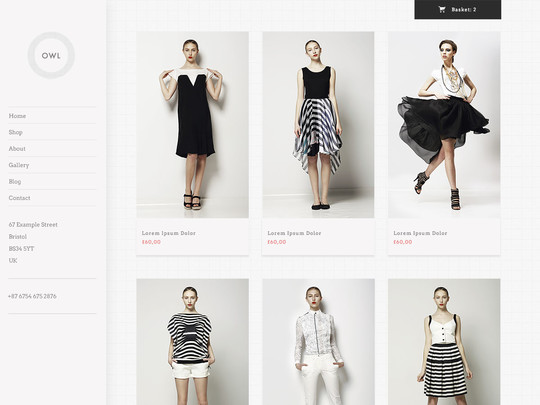 OWL
Home
Shop
About
Gallery
Blog
Contact
67 Example Street
Bristol
BS34 5TT
UK
+87 6754 675 2876
Basket: 2
Lorem Ipsum Dolor
£60.00
Lorem Ipsum Dolor
£60.00
Lorem Ipsum Dolor
£60.00